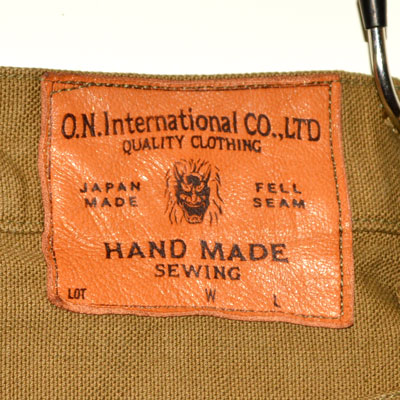 O.N.International CO.,LTD
QUALITY CLOTHING
JAPAN MADE
FELL SEAM
HAND MADE
SEWING
LOT W L